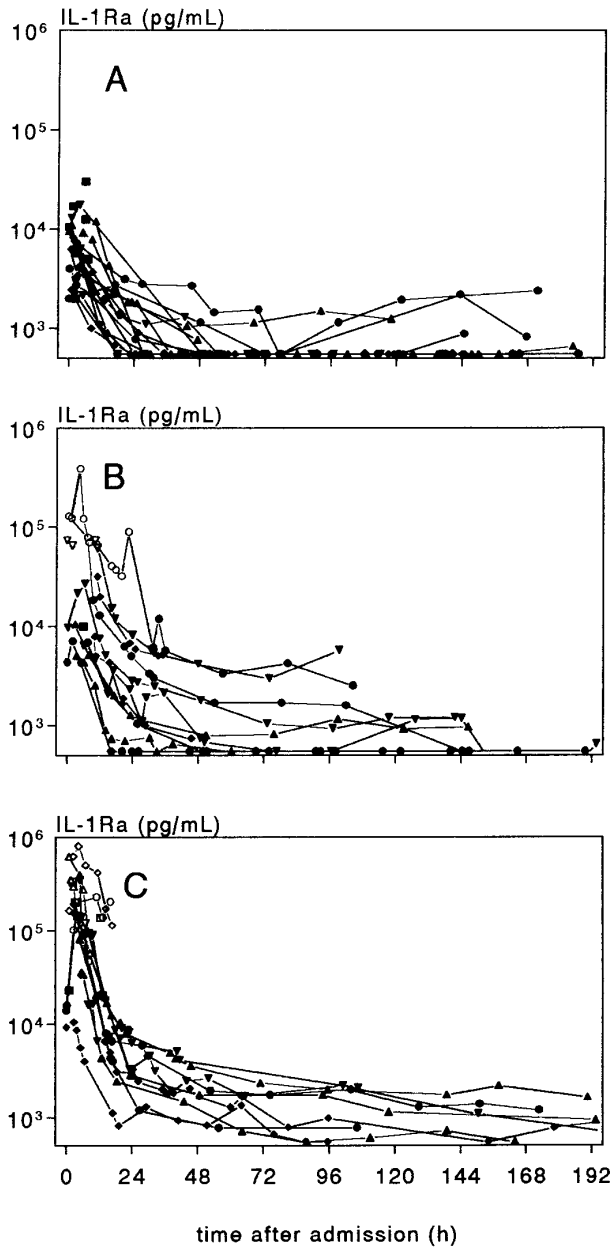 IL-1Ra (pg/mL)
A
10⁶
10⁵
10⁴
10³
IL-1Ra (pg/mL)
B
10⁶
10⁵
10⁴
10³
IL-1Ra (pg/mL)
C
10⁶
10⁵
10⁴
10³
0 24 48 72 96 120 144 168 192
time after admission (h)